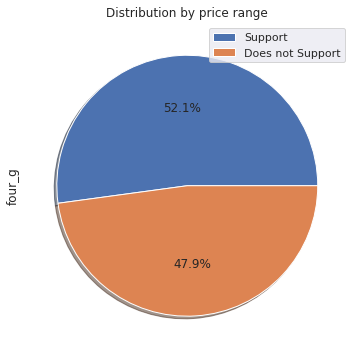 Distribution by price range
Support
Does not Support
52.1%
four_g
47.9%